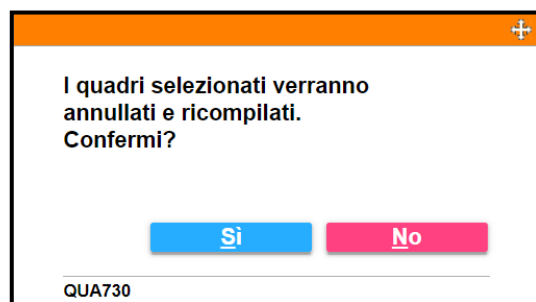 I quadri selezionati verranno
annullati e ricompilati.
Confermi?
Sì
No
QUA730